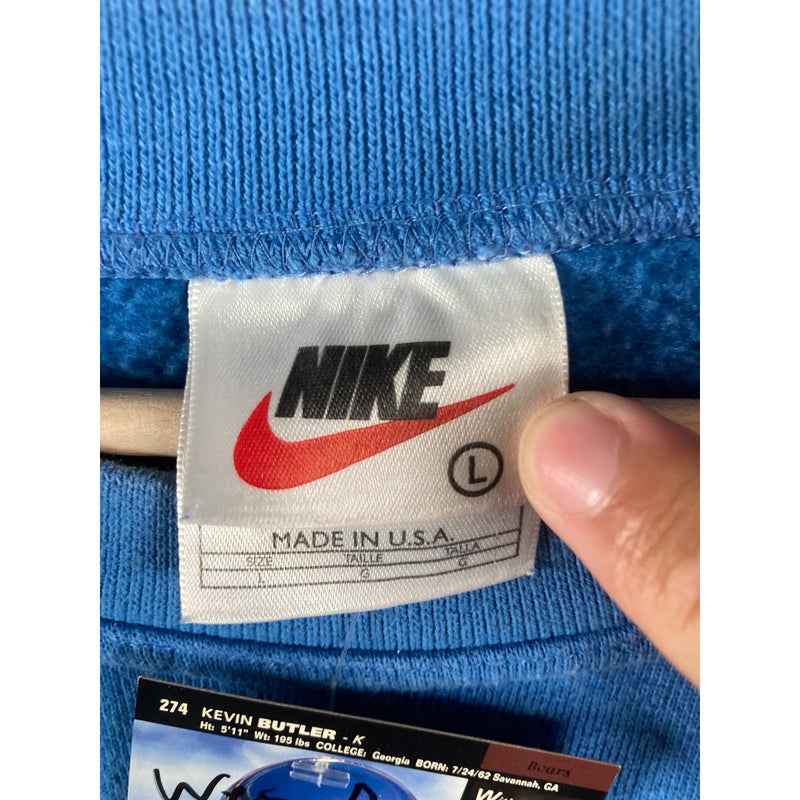 NIKE
L
MADE IN U.S.A.
SIZE TAILLE TALLA
L G G
274 KEVIN BUTLER - K
Ht: 5'11" Wt: 195 lbs COLLEGE: Georgia BORN: 7/24/62 Savannah, GA
Bears